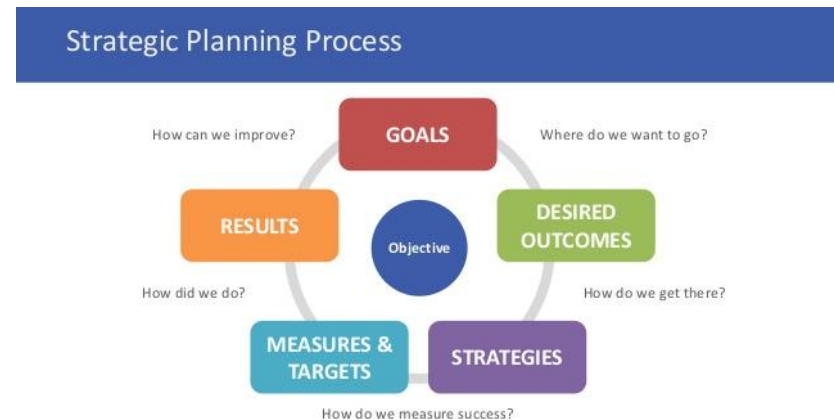 Strategic Planning Process
How can we improve?
GOALS
Where do we want to go?
RESULTS
Objective
DESIRED
OUTCOMES
How did we do?
How do we get there?
MEASURES &
TARGETS
STRATEGIES
How do we measure success?